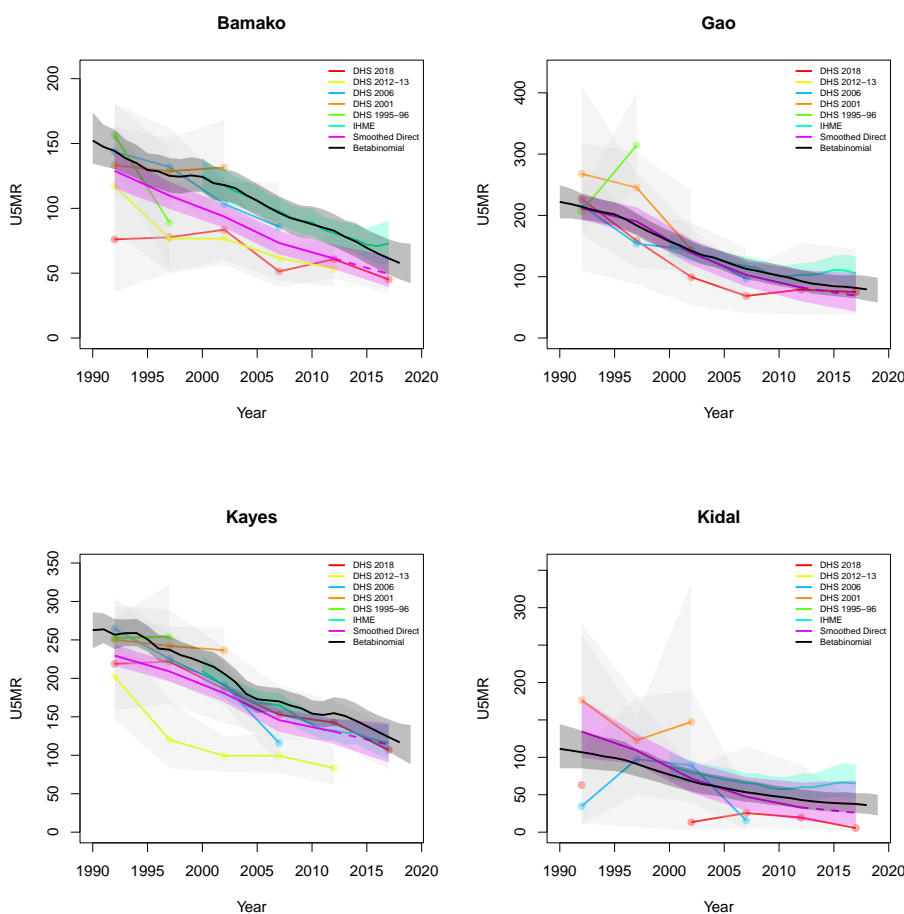 Bamako
U5MR
0 50 100 150 200
DHS 2018
DHS 2012−13
DHS 2006
DHS 2001
DHS 1995−96
IHME
Smoothed Direct
Betabinomial
1990 1995 2000 2005 2010 2015 2020
Year
Gao
U5MR
0 100 200 300 400
DHS 2018
DHS 2012−13
DHS 2006
DHS 2001
DHS 1995−96
IHME
Smoothed Direct
Betabinomial
1990 1995 2000 2005 2010 2015 2020
Year
Kayes
U5MR
0 50 100 150 200 250 300 350
DHS 2018
DHS 2012−13
DHS 2006
DHS 2001
DHS 1995−96
IHME
Smoothed Direct
Betabinomial
1990 1995 2000 2005 2010 2015 2020
Year
Kidal
U5MR
0 50 100 200 300
DHS 2018
DHS 2012−13
DHS 2006
DHS 2001
DHS 1995−96
IHME
Smoothed Direct
Betabinomial
1990 1995 2000 2005 2010 2015 2020
Year